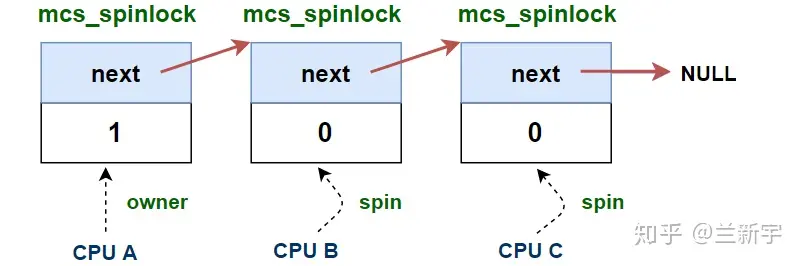 mcs_spinlock mcs_spinlock mcs_spinlock
next next next NULL
1 0 0
owner spin spin
CPU A CPU B CPU C
知乎 @兰新宇